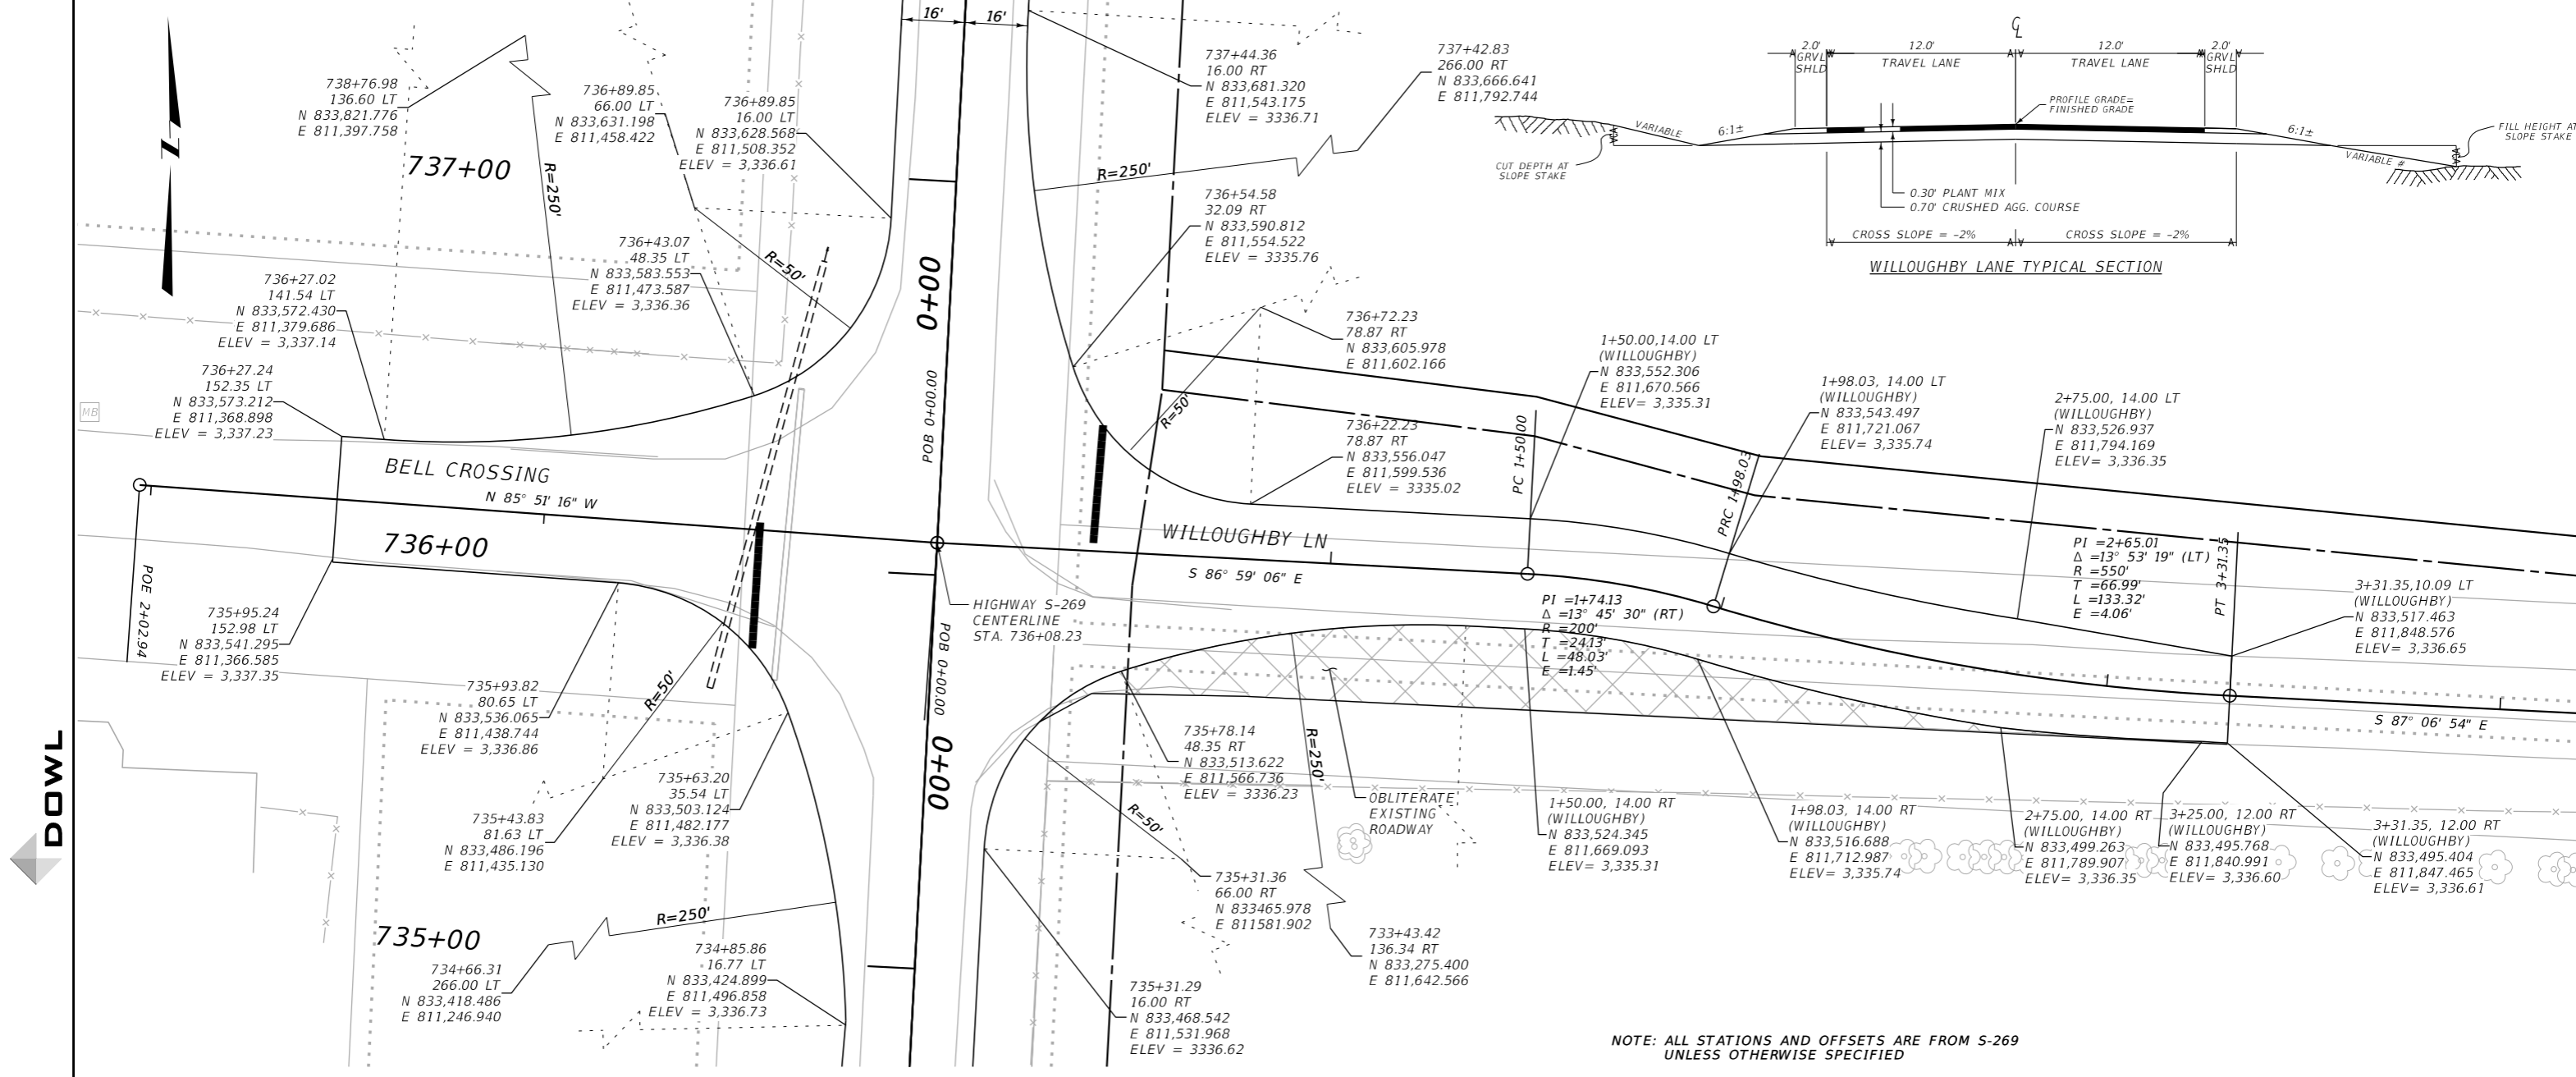 16'
16'
738+76.98
136.60 LT
N 833,821.776
E 811,397.758
737+00
R=250'
736+89.85
66.00 LT
N 833,631.198
E 811,458.422
736+89.85
16.00 LT
N 833,628.568
E 811,508.352
ELEV = 3,336.61
736+43.07
48.35 LT
N 833,583.553
E 811,473.587
ELEV = 3,336.36
R=50'
736+27.02
141.54 LT
N 833,572.430
E 811,379.686
ELEV = 3,337.14
736+27.24
152.35 LT
N 833,573.212
E 811,368.898
ELEV = 3,337.23
MB
Z
0+00
POB 0+00.00
737+44.36
16.00 RT
N 833,681.320
E 811,543.175
ELEV = 3336.71
737+42.83
266.00 RT
N 833,666.641
E 811,792.744
R=250'
736+54.58
32.09 RT
N 833,590.812
E 811,554.522
ELEV = 3335.76
736+72.23
78.87 RT
N 833,605.978
E 811,602.166
R=50'
736+22.23
78.87 RT
N 833,556.047
E 811,599.536
ELEV = 3335.02
℄
2.0'
GRVL
SHLD
12.0'
TRAVEL LANE
12.0'
TRAVEL LANE
2.0'
GRVL
SHLD
PROFILE GRADE=
FINISHED GRADE
VARIABLE
6:1±
6:1±
VARIABLE #
FILL HEIGHT AT
SLOPE STAKE
CUT DEPTH AT
SLOPE STAKE
0.30' PLANT MIX
0.70' CRUSHED AGG. COURSE
CROSS SLOPE = -2%
CROSS SLOPE = -2%
WILLOUGHBY LANE TYPICAL SECTION
1+50.00,14.00 LT
(WILLOUGHBY)
N 833,552.306
E 811,670.566
ELEV= 3,335.31
1+98.03, 14.00 LT
(WILLOUGHBY)
N 833,543.497
E 811,721.067
ELEV= 3,335.74
2+75.00, 14.00 LT
(WILLOUGHBY)
N 833,526.937
E 811,794.169
ELEV= 3,336.35
PC 1+50.00
PRC 1+98.03
PT 3+31.35
BELL CROSSING
N 85° 51' 16" W
736+00
POE 2+02.94
WILLOUGHBY LN
S 86° 59' 06" E
HIGHWAY S-269
CENTERLINE
STA. 736+08.23
PI =1+74.13
Δ =13° 45' 30" (RT)
R =200'
T =24.13'
L =48.03'
E =1.45'
PI =2+65.01
Δ =13° 53' 19" (LT)
R =550'
T =66.99'
L =133.32'
E =4.06'
3+31.35,10.09 LT
(WILLOUGHBY)
N 833,517.463
E 811,848.576
ELEV= 3,336.65
S 87° 06' 54" E
735+95.24
152.98 LT
N 833,541.295
E 811,366.585
ELEV = 3,337.35
735+93.82
80.65 LT
N 833,536.065
E 811,438.744
ELEV = 3,336.86
R=50'
735+43.83
81.63 LT
N 833,486.196
E 811,435.130
735+63.20
35.54 LT
N 833,503.124
E 811,482.177
ELEV = 3,336.38
POB 0+00.00
0+00
735+78.14
48.35 RT
N 833,513.622
E 811,566.736
ELEV = 3336.23
R=250'
R=50'
OBLITERATE
EXISTING
ROADWAY
1+50.00, 14.00 RT
(WILLOUGHBY)
N 833,524.345
E 811,669.093
ELEV= 3,335.31
1+98.03, 14.00 RT
(WILLOUGHBY)
N 833,516.688
E 811,712.987
ELEV= 3,335.74
2+75.00, 14.00 RT
(WILLOUGHBY)
N 833,499.263
E 811,789.907
ELEV= 3,336.35
3+25.00, 12.00 RT
(WILLOUGHBY)
N 833,495.768
E 811,840.991
ELEV= 3,336.60
3+31.35, 12.00 RT
(WILLOUGHBY)
N 833,495.404
E 811,847.465
ELEV= 3,336.61
735+31.36
66.00 RT
N 833465.978
E 811581.902
733+43.42
136.34 RT
N 833,275.400
E 811,642.566
735+31.29
16.00 RT
N 833,468.542
E 811,531.968
ELEV = 3336.62
735+00
R=250'
734+66.31
266.00 LT
N 833,418.486
E 811,246.940
734+85.86
16.77 LT
N 833,424.899
E 811,496.858
ELEV = 3,336.73
DOWL
NOTE: ALL STATIONS AND OFFSETS ARE FROM S-269
UNLESS OTHERWISE SPECIFIED